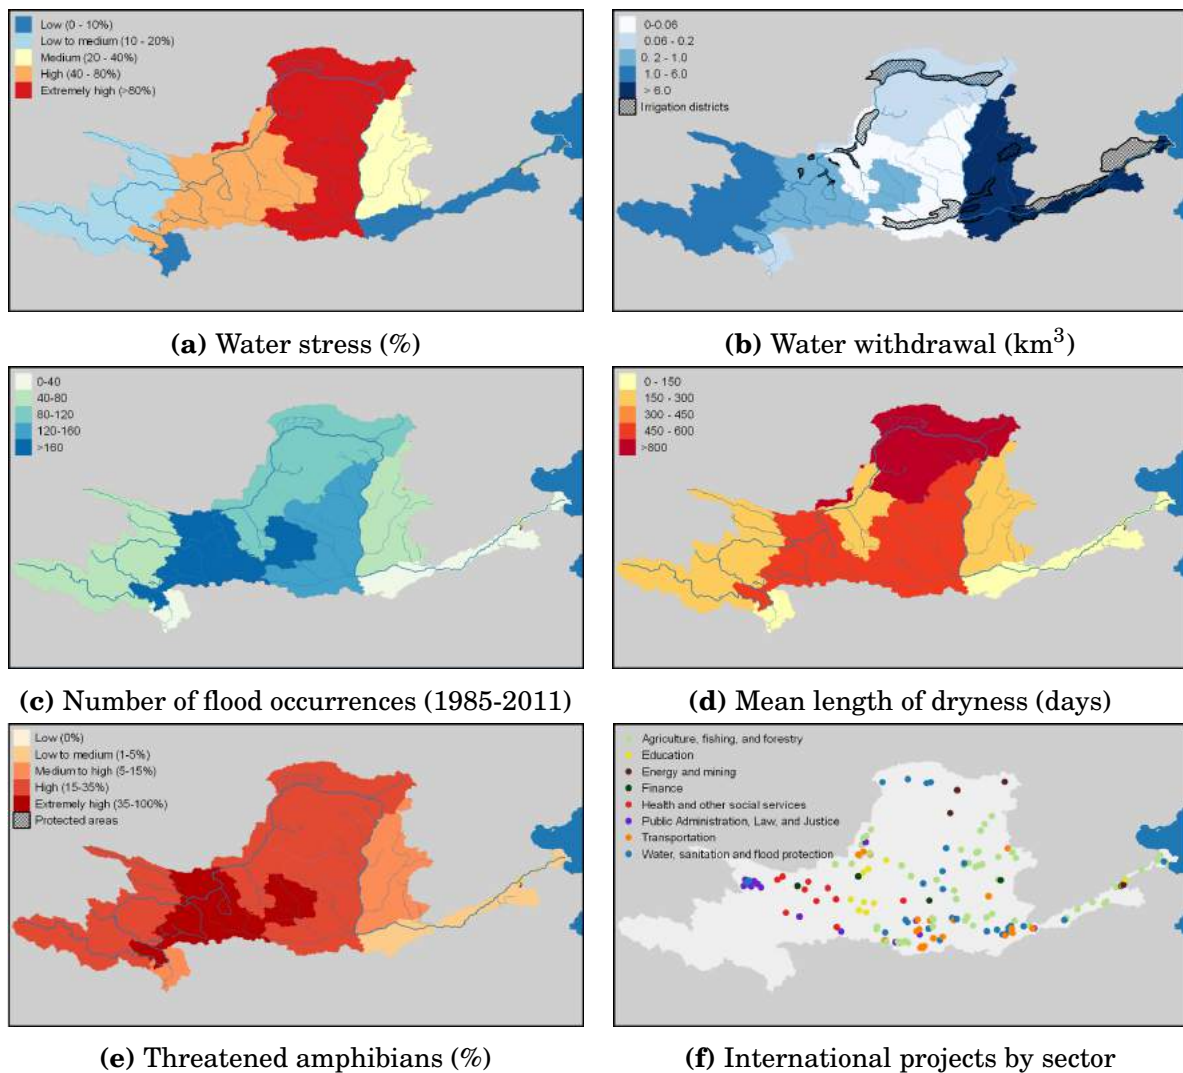 Low (0 - 10%)
Low to medium (10 - 20%)
Medium (20 - 40%)
High (40 - 80%)
Extremely high (>80%)
0-0.06
0.06 - 0.2
0. 2 - 1.0
1.0 - 6.0
> 6.0
Irrigation districts
(a) Water stress (%)
(b) Water withdrawal (km³)
0-40
40-80
80-120
120-160
>160
0 - 150
150 - 300
300 - 450
450 - 600
>800
(c) Number of flood occurrences (1985-2011)
(d) Mean length of dryness (days)
Low (0%)
Low to medium (1-5%)
Medium to high (5-15%)
High (15-35%)
Extremely high (35-100%)
Protected areas
Agriculture, fishing, and forestry
Education
Energy and mining
Finance
Health and other social services
Public Administration, Law, and Justice
Transportation
Water, sanitation and flood protection
(e) Threatened amphibians (%)
(f) International projects by sector